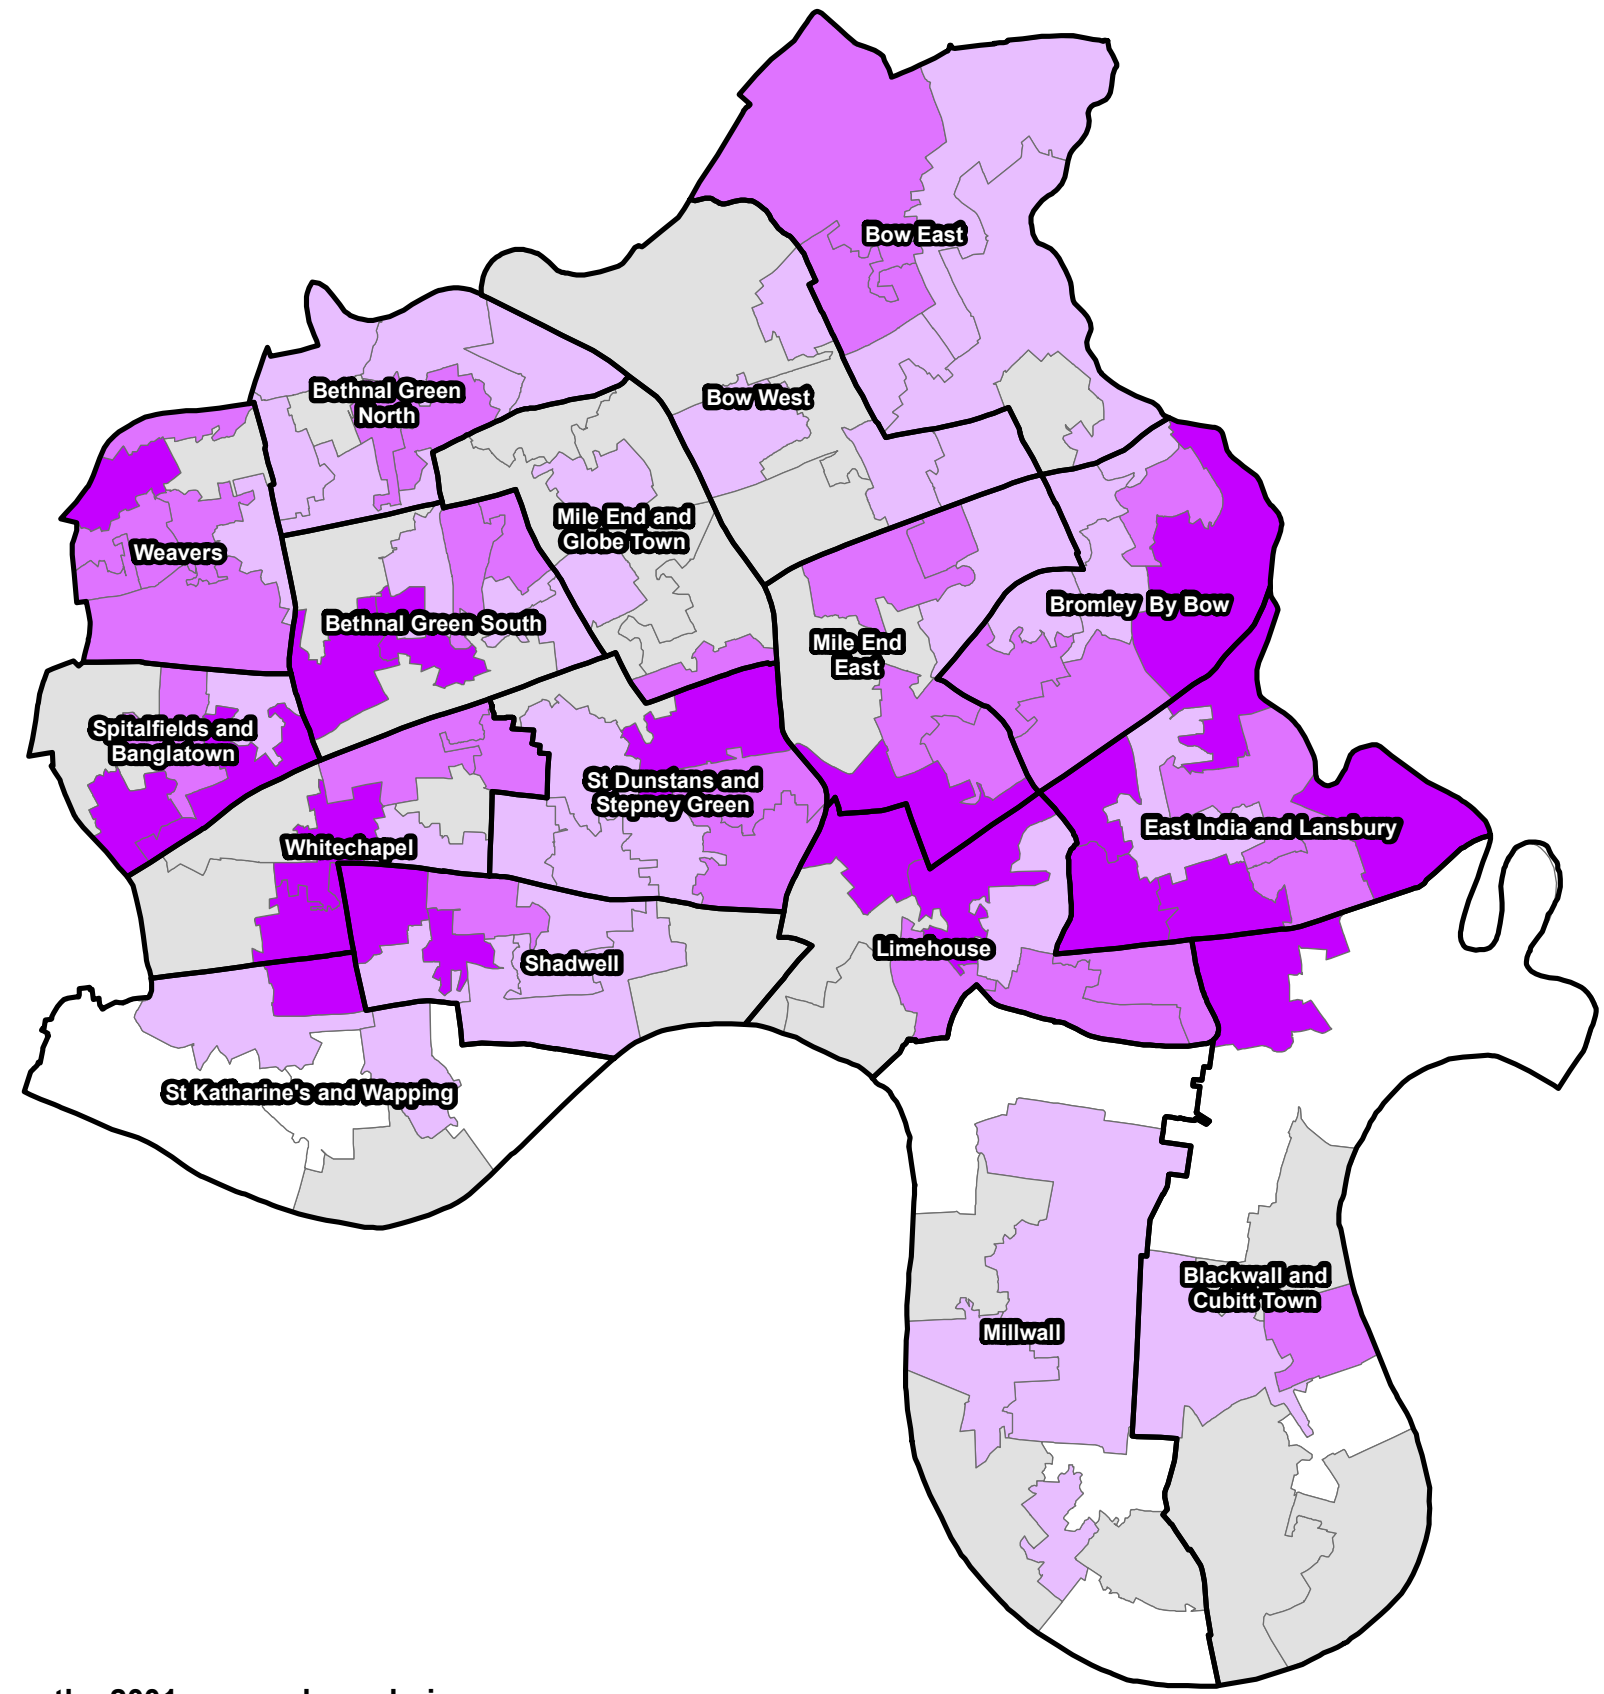 Bow East
Bethnal Green
North
Bow West
Mile End and
Globe Town
Weavers
Bethnal Green South
Bromley By Bow
Mile End
East
Spitalfields and
Banglatown
St Dunstans and
Stepney Green
East India and Lansbury
Whitechapel
Limehouse
Shadwell
St Katharine's and Wapping
Blackwall and
Cubitt Town
Millwall